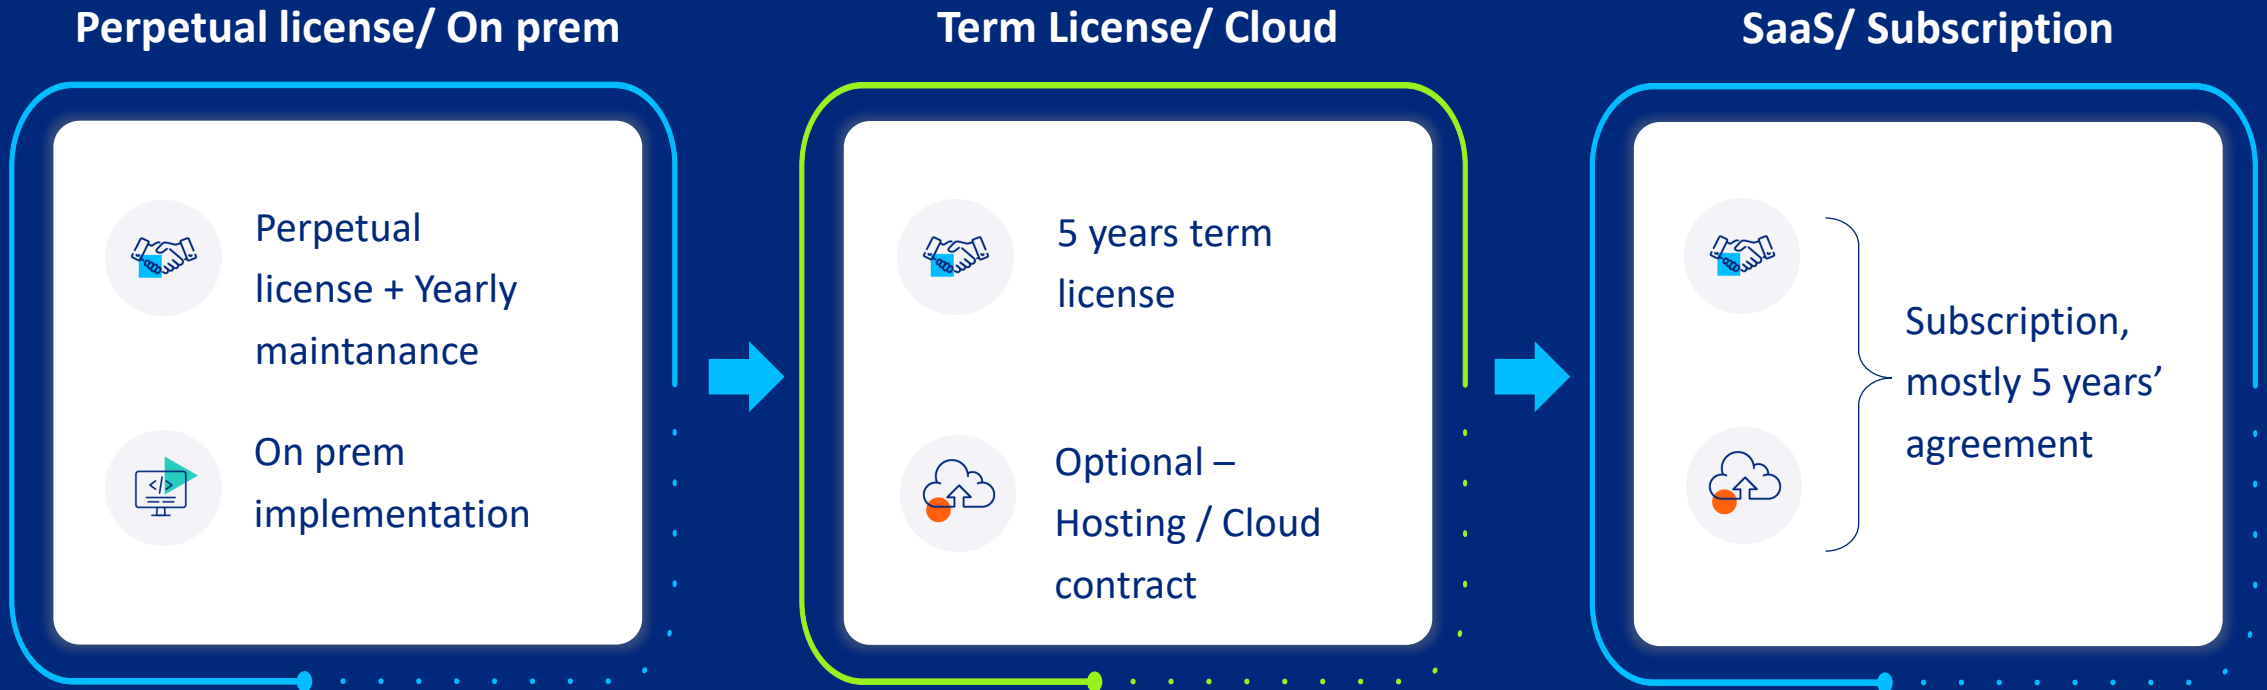 Perpetual license/ On prem
Perpetual
license + Yearly
maintanance
On prem
implementation
Term License/ Cloud
5 years term
license
Optional –
Hosting / Cloud
contract
SaaS/ Subscription
Subscription,
mostly 5 years’
agreement